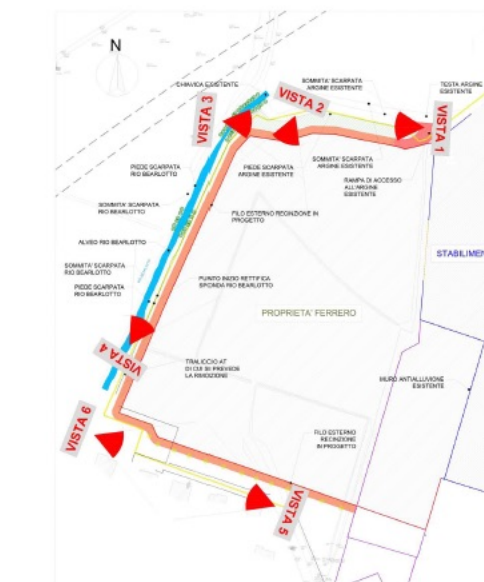 N
CHIAVICA ESISTENTE
SOMMITA' SCARPATA
ARGINE ESISTENTE
TESTA ARGINE
ESISTENTE
VISTA 3
VISTA 2
VISTA 1
PIEDE SCARPATA
RIO BEARLOTTO
PIEDE SCARPATA
ARGINE ESISTENTE
SOMMITA' SCARPATA
ARGINE ESISTENTE
RAMPA DI ACCESSO
ALL'ARGINE
ESISTENTE
SOMMITA' SCARPATA
RIO BEARLOTTO
FILO ESTERNO RECINZIONE IN
PROGETTO
ALVEO RIO BEARLOTTO
STABILIMEN
SOMMITA' SCARPATA
RIO BEARLOTTO
PIEDE SCARPATA
RIO BEARLOTTO
PUNTO INIZIO RETTIFICA
SPONDA RIO BEARLOTTO
PROPRIETA' FERRERO
VISTA 4
TRALICCIO AT
DI CUI SI PREVEDE
LA RIMOZIONE
MURO ANTIALLUVIONE
ESISTENTE
VISTA 6
FILO ESTERNO
RECINZIONE
IN PROGETTO
VISTA 5